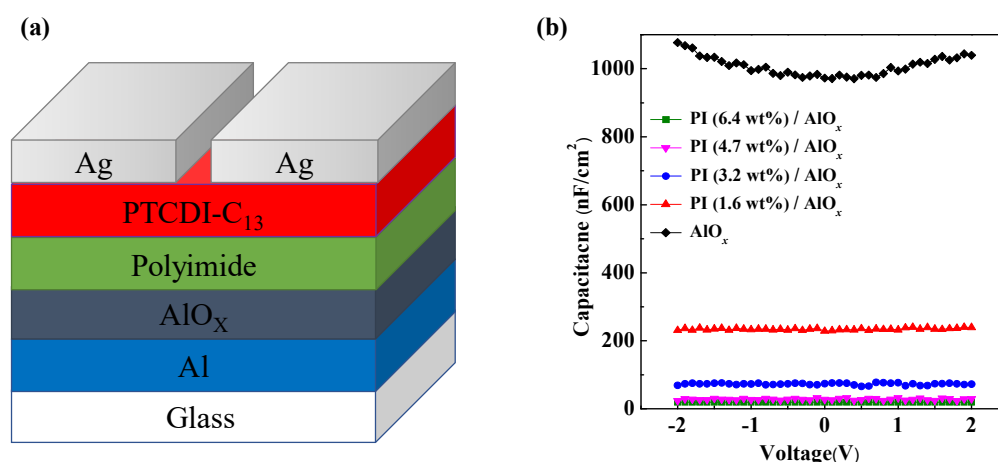 (a)
Ag
Ag
PTCDI-C₁₃
Polyimide
AlOₓ
Al
Glass
(b)
Capacitacne (nF/cm²)
1000
800
600
400
200
0
PI (6.4 wt%) / AlOₓ
PI (4.7 wt%) / AlOₓ
PI (3.2 wt%) / AlOₓ
PI (1.6 wt%) / AlOₓ
AlOₓ
-2 -1 0 1 2
Voltage(V)